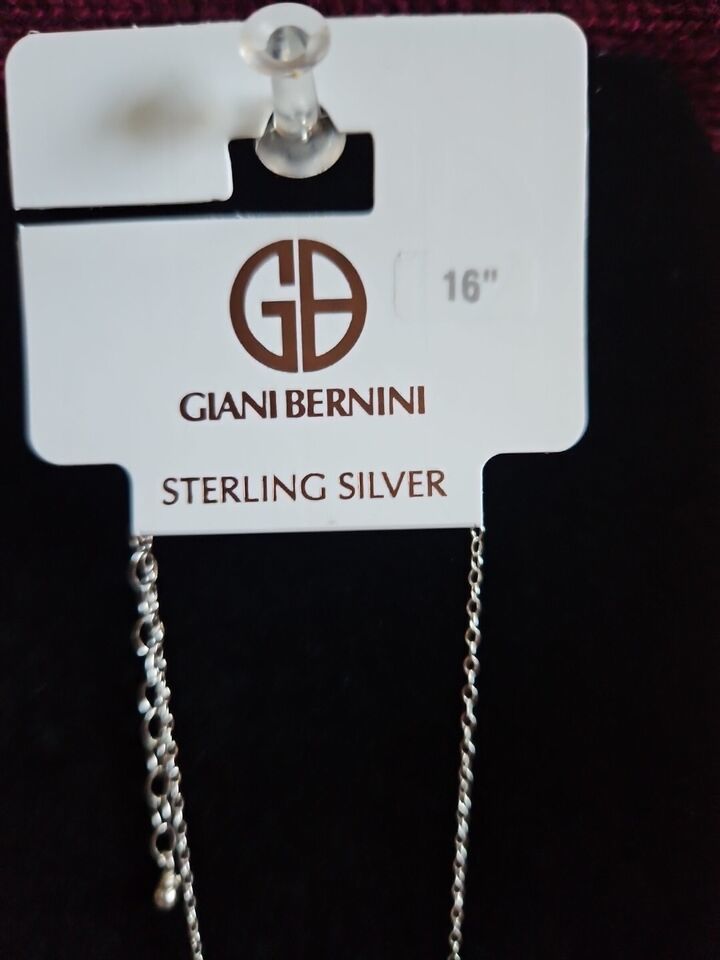 GB
16"
GIANI BERNINI
STERLING SILVER